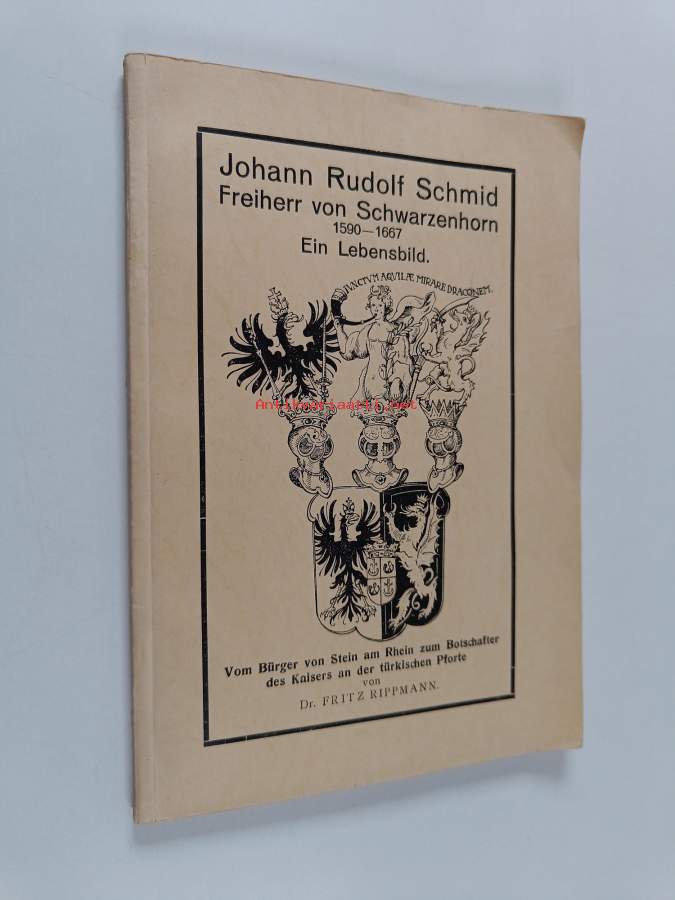 Johann Rudolf Schmid
Freiherr von Schwarzenhorn
1590—1667
Ein Lebensbild.
IVNCTVM AQVILÆ MIRARE DRACONEM.
Antikvariaatti.net
Vom Bürger von Stein am Rhein zum Botschafter
des Kaisers an der türkischen Pforte
von
Dr. FRITZ RIPPMANN.